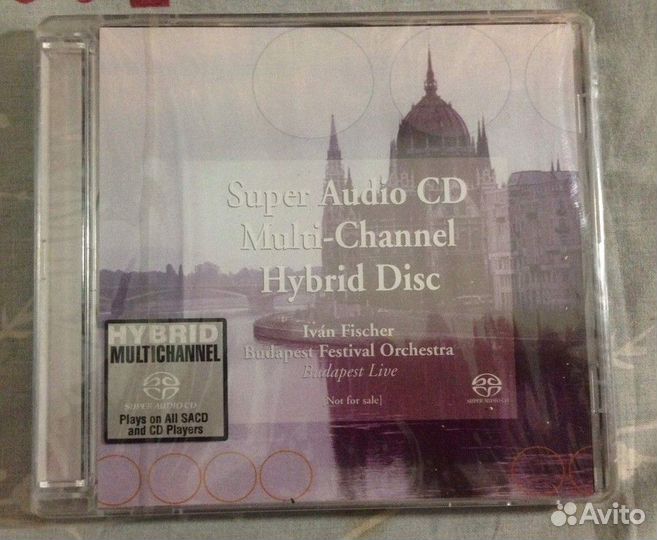 Super Audio CD
Multi-Channel
Hybrid Disc
Iván Fischer
Budapest Festival Orchestra
Budapest Live
[Not for sale]
SUPER AUDIO CD
HYBRID
MULTICHANNEL
SUPER AUDIO CD
Plays on All SACD
and CD Players
Avito